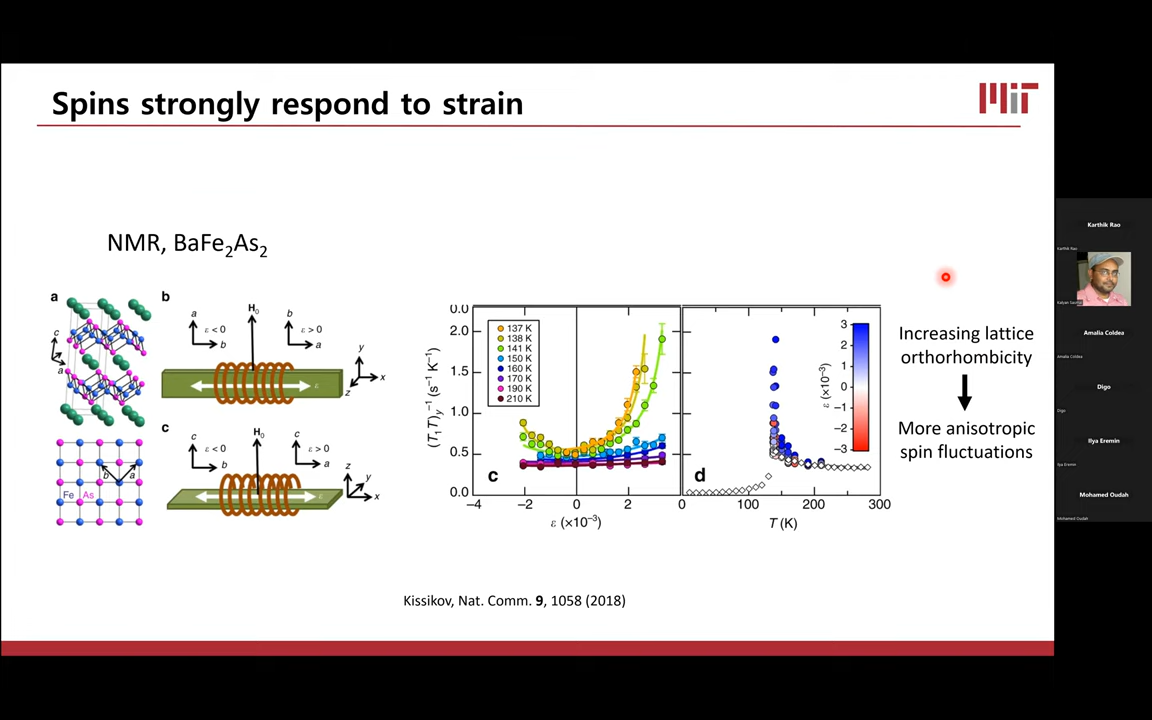 Spins strongly respond to strain
MiT
NMR, BaFe2As2
a
c
a
b
a
Fe
As
b
a
ε < 0
b
H0
b
ε > 0
a
y
x
z
ε
c
c
ε < 0
b
H0
c
ε > 0
a
z
y
x
ε
(T1T)y−1 (s−1 K−1)
0.0
2.0
1.5
1.0
0.5
0.0
137 K
138 K
141 K
150 K
160 K
170 K
190 K
210 K
c
−4 −2 0 2
ε (×10−3)
d
3
2
1
0
−1
−2
−3
ε (×10−3)
0 100 200 300
T (K)
Increasing lattice
orthorhombicity
More anisotropic
spin fluctuations
Kissikov, Nat. Comm. 9, 1058 (2018)
Karthik Rao
Karthik Rao
Amalia Coldea
Amalia Coldea
Digo
Digo
Ilya Eremin
Ilya Eremin
Mohamed Oudah
Mohamed Oudah